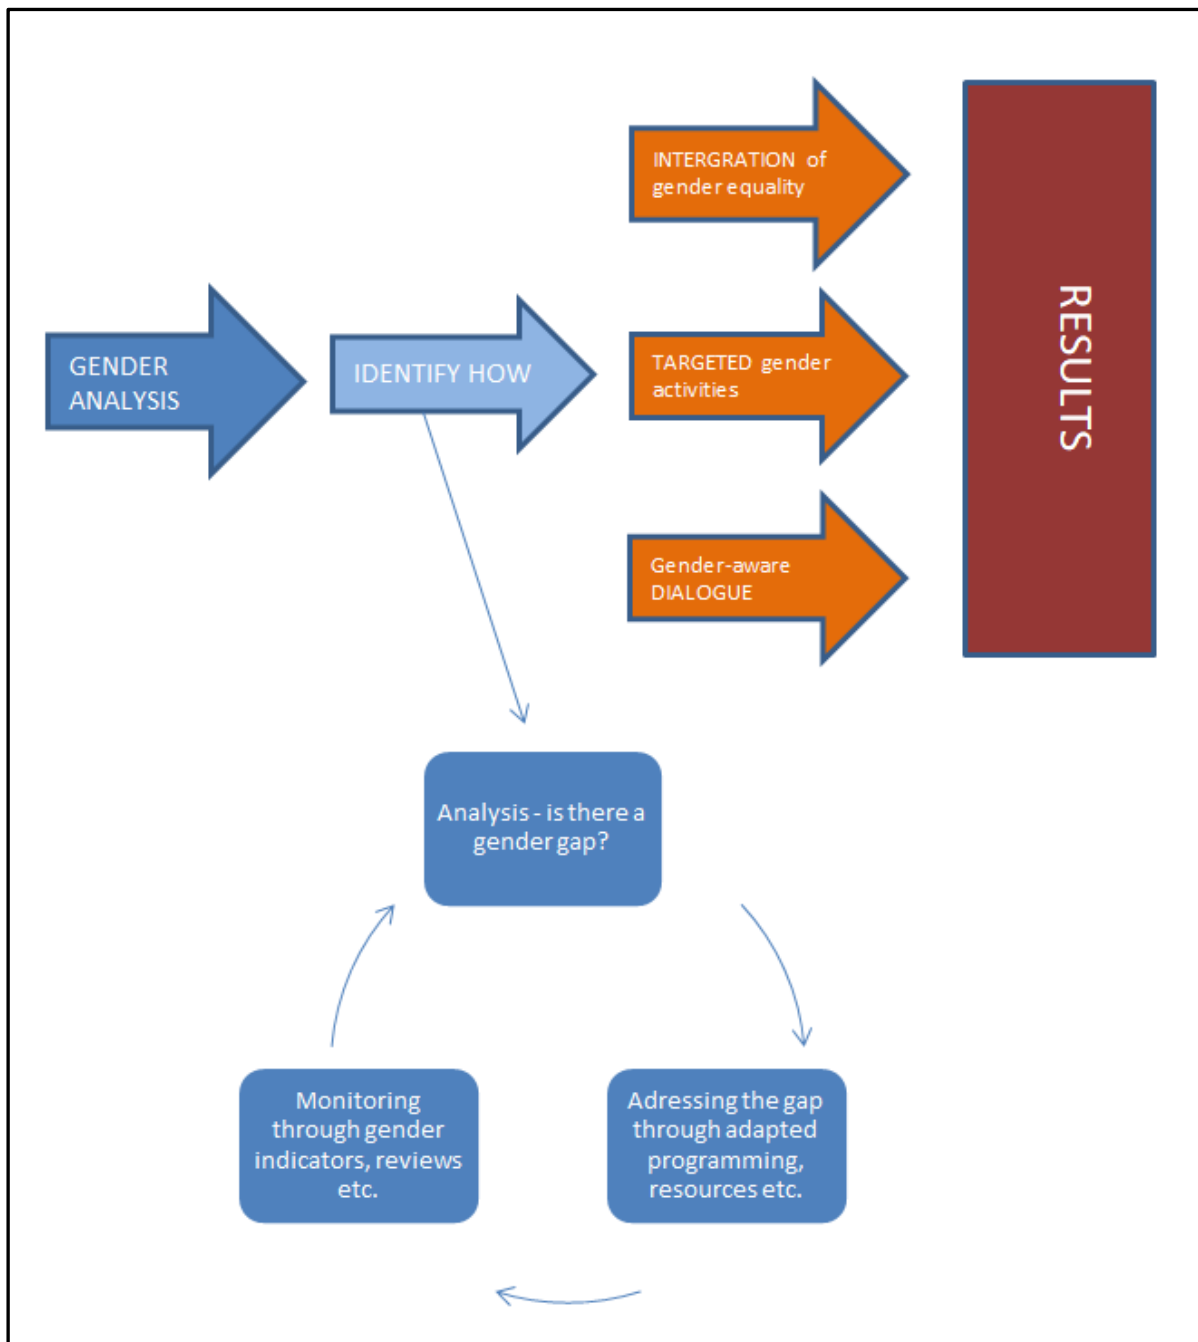 INTERGRATION of
gender equality
GENDER
ANALYSIS
IDENTIFY HOW
TARGETED gender
activities
Gender-aware
DIALOGUE
RESULTS
Analysis - is there a
gender gap?
Adressing the gap
through adapted
programming,
resources etc.
Monitoring
through gender
indicators, reviews
etc.